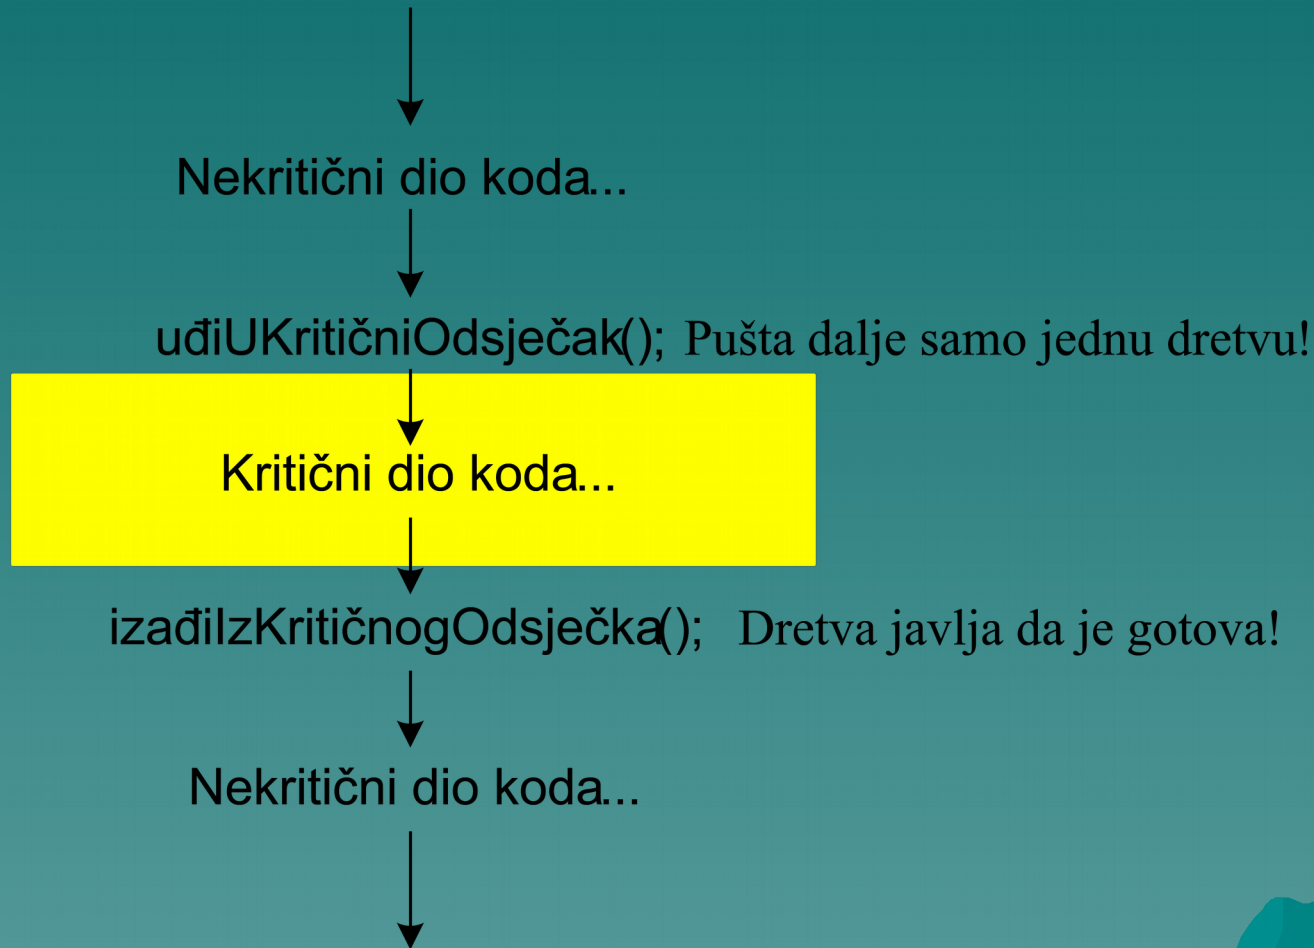 Nekritični dio koda...
uđiUKritičniOdsječak(); Pušta dalje samo jednu dretvu!
Kritični dio koda...
izađiIzKritičnogOdsječka(); Dretva javlja da je gotova!
Nekritični dio koda...